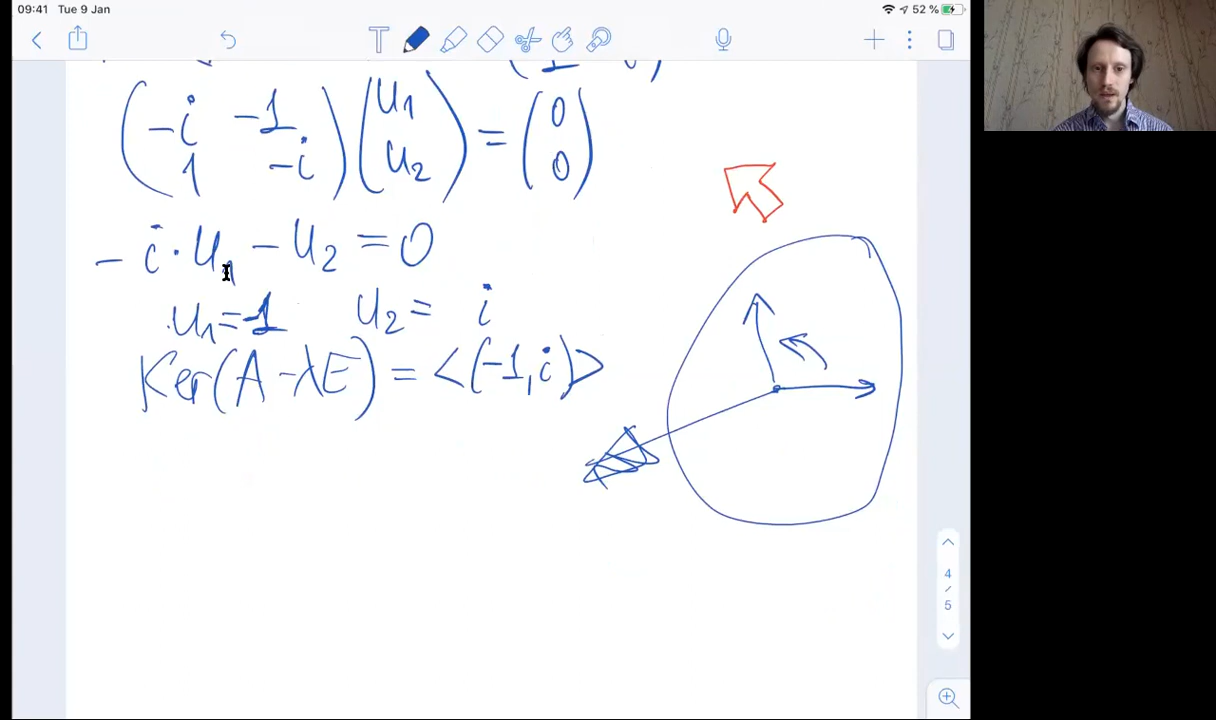 09:41 Tue 9 Jan
52 %
T
(-i -1
1 -i) (u₁
u₂) = (0
0)
- i · u₁ - u₂ = 0
u₁ = -1 u₂ = i
Ker(A - λE) = <(-1, i)>
4
/
5